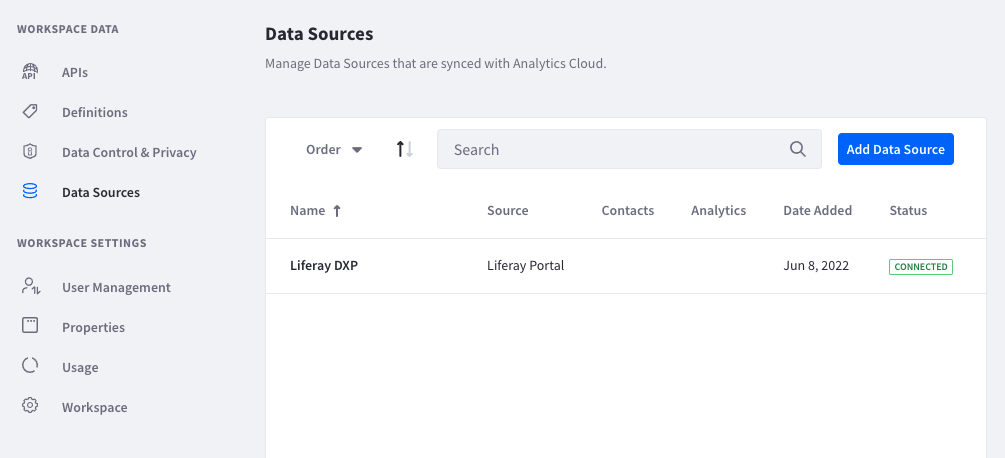 WORKSPACE DATA
API
APIs
Definitions
Data Control & Privacy
Data Sources
WORKSPACE SETTINGS
User Management
Properties
Usage
Workspace
Data Sources
Manage Data Sources that are synced with Analytics Cloud.
Order Search Add Data Source
Name Source Contacts Analytics Date Added Status
Liferay DXP Liferay Portal Jun 8, 2022 CONNECTED